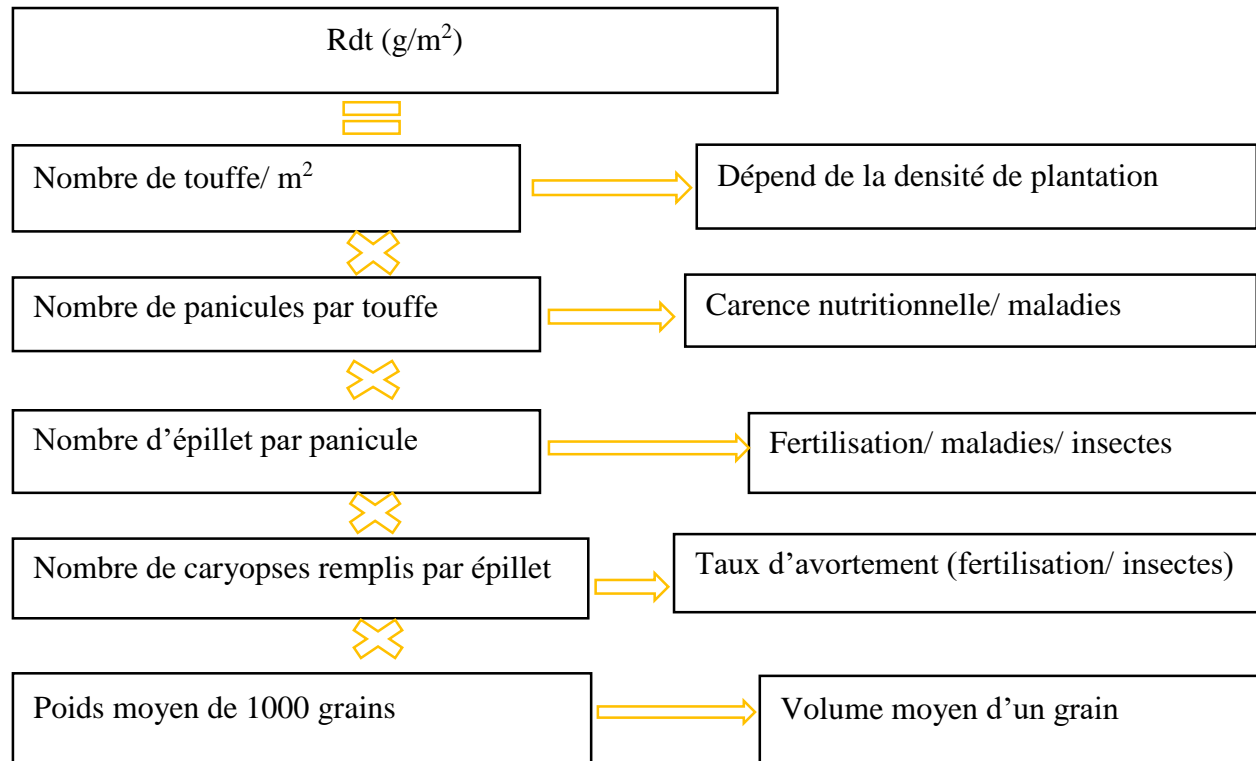 Rdt (g/m²)
Nombre de touffe/ m²
Dépend de la densité de plantation
Nombre de panicules par touffe
Carence nutritionnelle/ maladies
Nombre d’épillet par panicule
Fertilisation/ maladies/ insectes
Nombre de caryopses remplis par épillet
Taux d’avortement (fertilisation/ insectes)
Poids moyen de 1000 grains
Volume moyen d’un grain